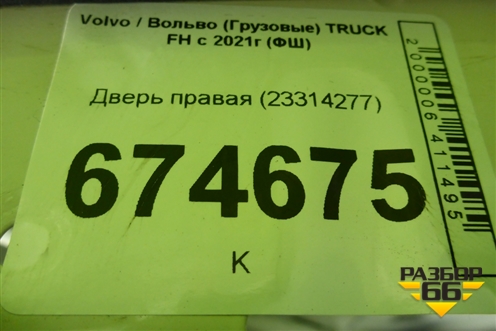 Volvo / Вольво (Грузовые) TRUCK
FH с 2021г (ФШ)
Дверь правая (23314277)
674675
К
2000006411495
РАЗБОР
66